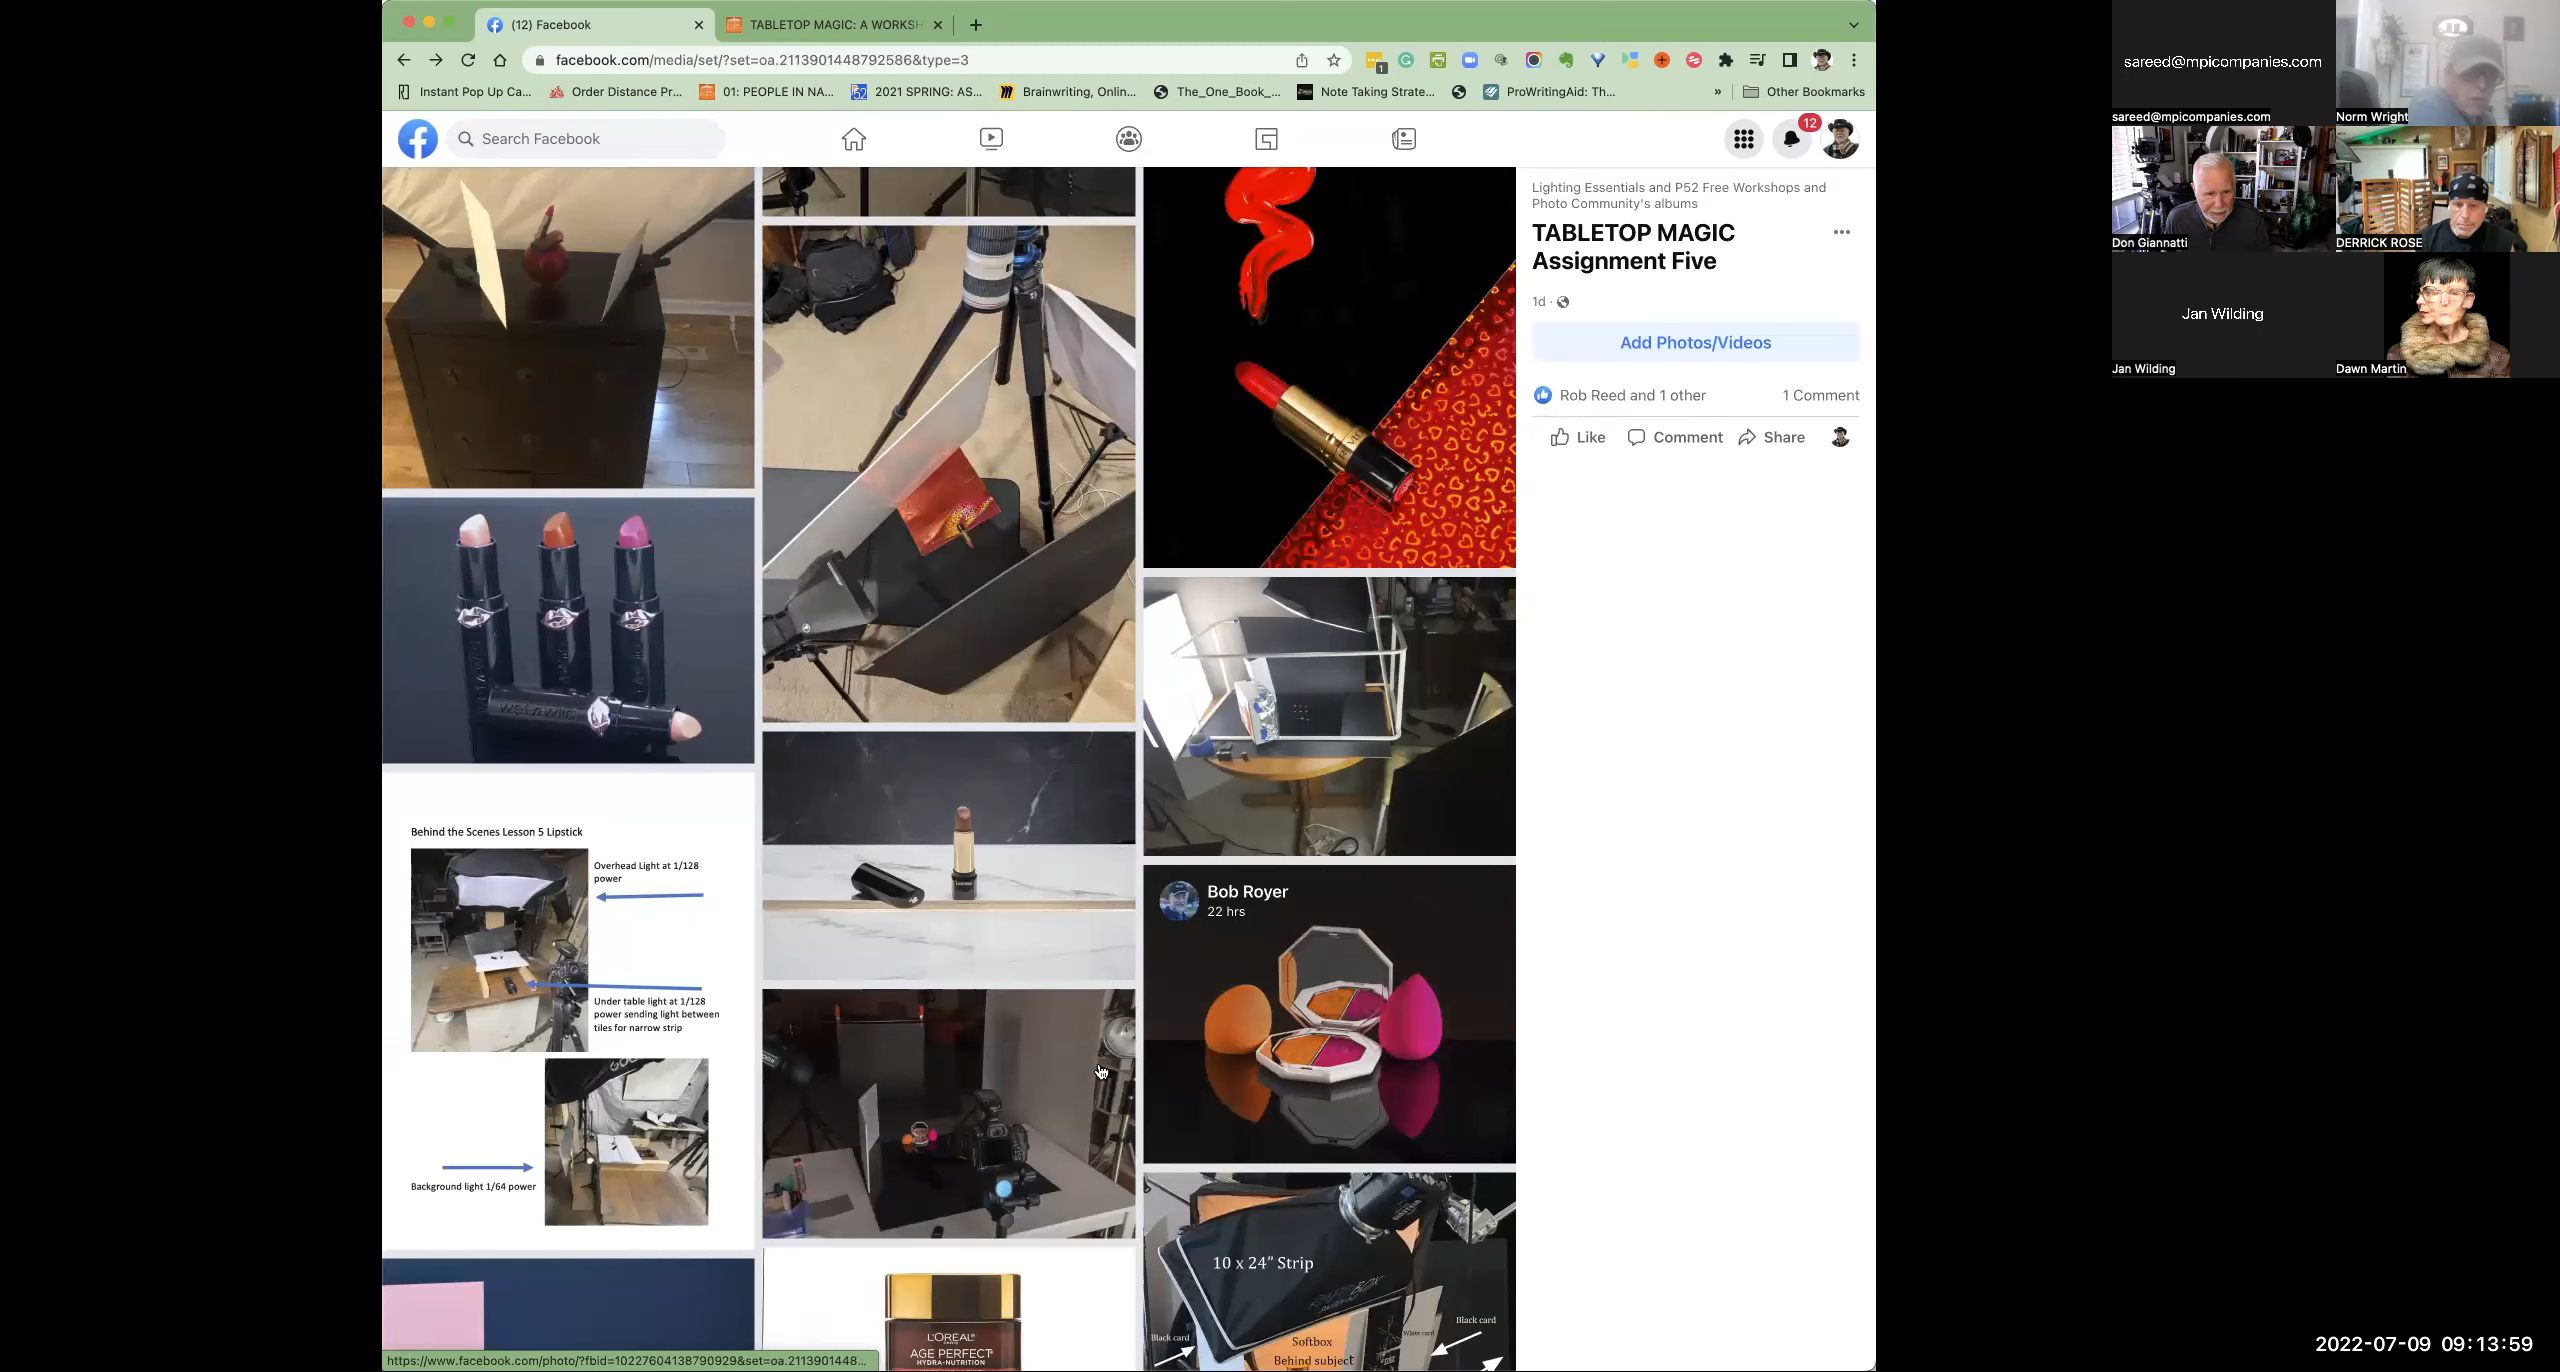 (12) Facebook
TABLETOP MAGIC: A WORKSH
facebook.com/media/set/?set=oa.2113901448792586&type=3
1
Instant Pop Up Ca...
Order Distance Pr...
01: PEOPLE IN NA...
2021 SPRING: AS...
Brainwriting, Onlin...
The_One_Book_...
Note Taking Strate...
ProWritingAid: Th...
»
Other Bookmarks
Search Facebook
12
Lighting Essentials and P52 Free Workshops and
Photo Community's albums
TABLETOP MAGIC
Assignment Five
1d ·
Add Photos/Videos
Rob Reed and 1 other
1 Comment
Like
Comment
Share
wet n wild
Behind the Scenes Lesson 5 Lipstick
Overhead Light at 1/128
power
Under table light at 1/128
power sending light between
tiles for narrow strip
Background light 1/64 power
Bob Royer
22 hrs
L'ORÉAL
PARIS
AGE PERFECT
HYDRA-NUTRITION
10 x 24" Strip
Black card
Softbox
Behind subject
White card
Black card
https://www.facebook.com/photo/?fbid=10227604138790929&set=oa.2113901448...
sareed@mpicompanies.com
sareed@mpicompanies.com
Norm Wright
Don Giannatti
DERRICK ROSE
Jan Wilding
Jan Wilding
Dawn Martin
2022-07-09 09:13:59